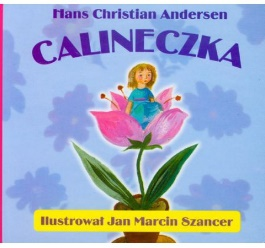 Hans Christian Andersen
CALINECZKA
Ilustrował Jan Marcin Szancer